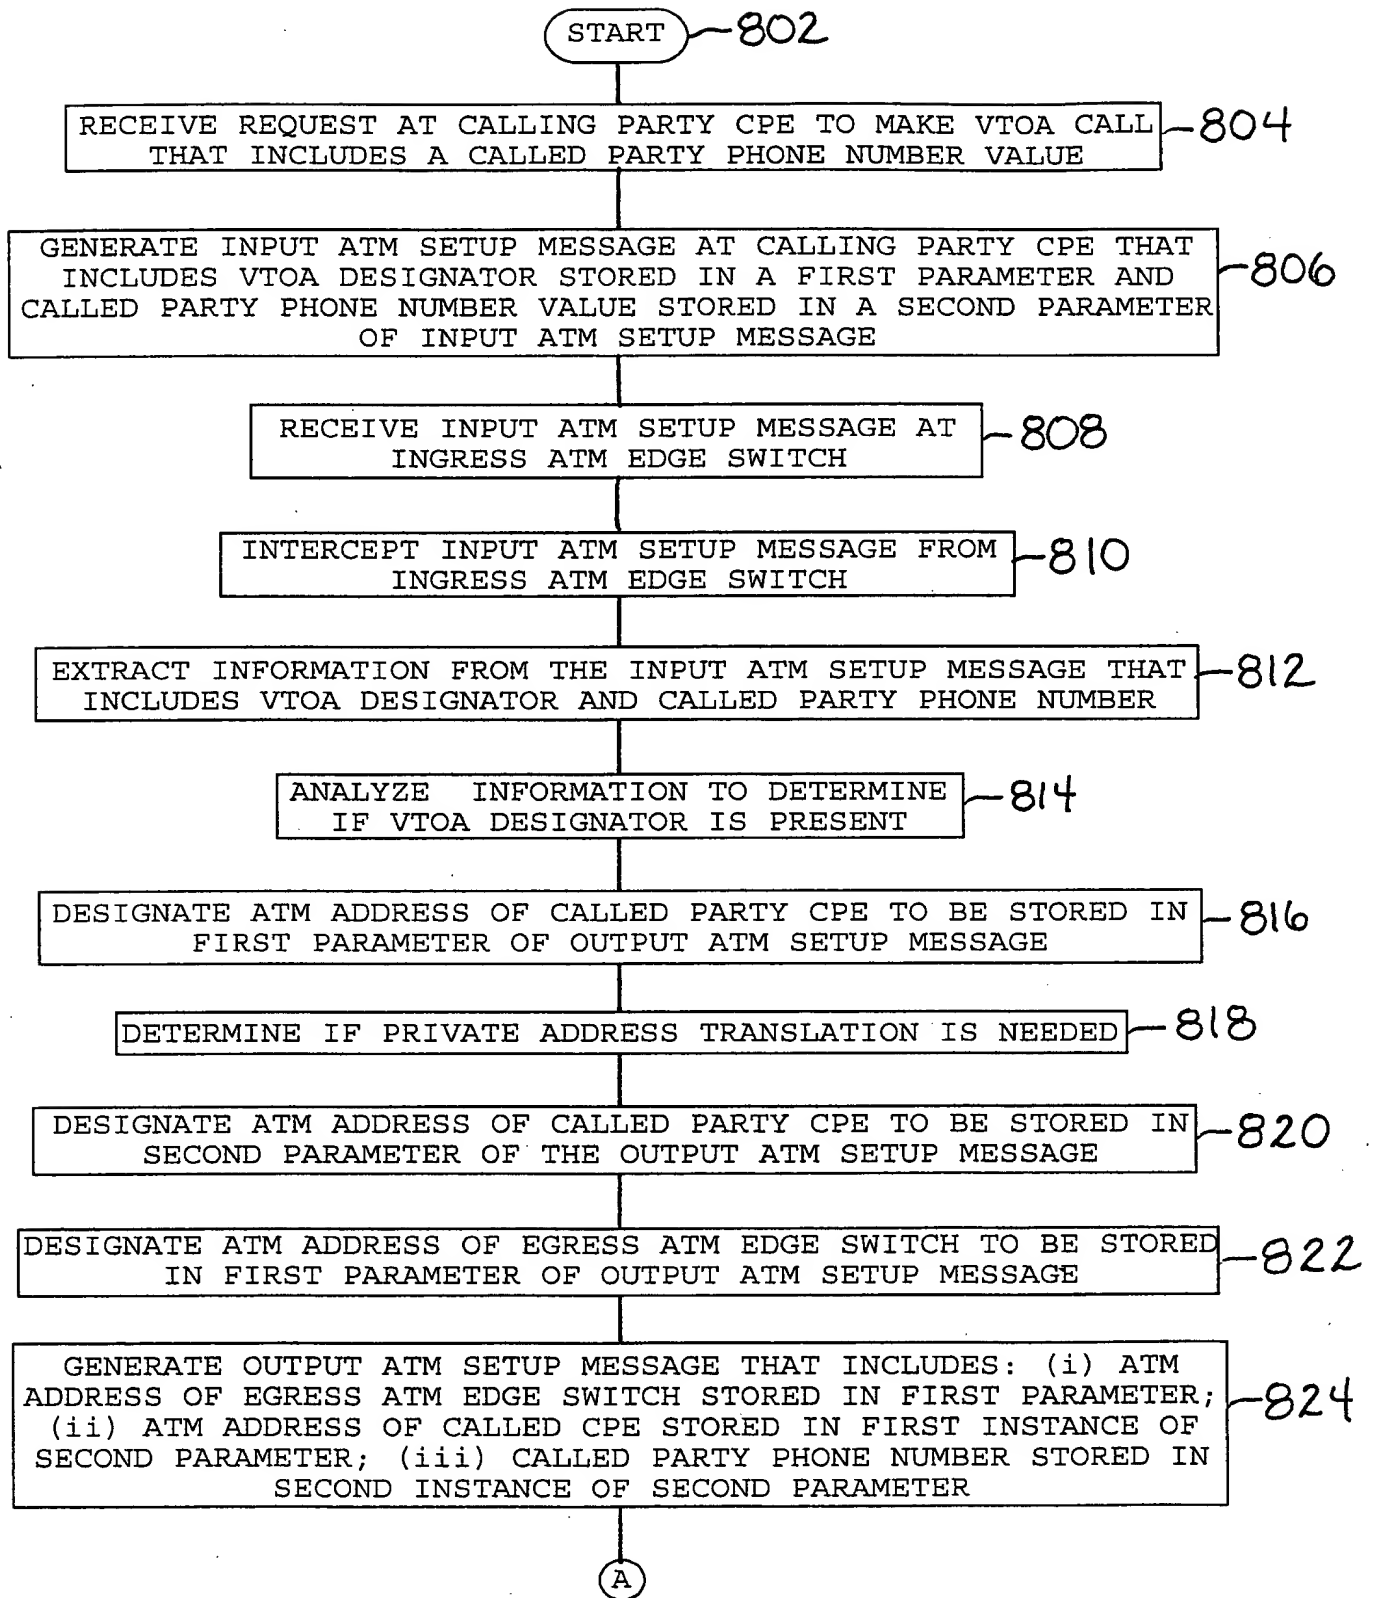 START 802
RECEIVE REQUEST AT CALLING PARTY CPE TO MAKE VTOA CALL 804
THAT INCLUDES A CALLED PARTY PHONE NUMBER VALUE
GENERATE INPUT ATM SETUP MESSAGE AT CALLING PARTY CPE THAT
INCLUDES VTOA DESIGNATOR STORED IN A FIRST PARAMETER AND 806
CALLED PARTY PHONE NUMBER VALUE STORED IN A SECOND PARAMETER
OF INPUT ATM SETUP MESSAGE
RECEIVE INPUT ATM SETUP MESSAGE AT 808
INGRESS ATM EDGE SWITCH
INTERCEPT INPUT ATM SETUP MESSAGE FROM 810
INGRESS ATM EDGE SWITCH
EXTRACT INFORMATION FROM THE INPUT ATM SETUP MESSAGE THAT 812
INCLUDES VTOA DESIGNATOR AND CALLED PARTY PHONE NUMBER
ANALYZE INFORMATION TO DETERMINE 814
IF VTOA DESIGNATOR IS PRESENT
DESIGNATE ATM ADDRESS OF CALLED PARTY CPE TO BE STORED IN 816
FIRST PARAMETER OF OUTPUT ATM SETUP MESSAGE
DETERMINE IF PRIVATE ADDRESS TRANSLATION IS NEEDED 818
DESIGNATE ATM ADDRESS OF CALLED PARTY CPE TO BE STORED IN 820
SECOND PARAMETER OF THE OUTPUT ATM SETUP MESSAGE
DESIGNATE ATM ADDRESS OF EGRESS ATM EDGE SWITCH TO BE STORED 822
IN FIRST PARAMETER OF OUTPUT ATM SETUP MESSAGE
GENERATE OUTPUT ATM SETUP MESSAGE THAT INCLUDES: (i) ATM
ADDRESS OF EGRESS ATM EDGE SWITCH STORED IN FIRST PARAMETER; 824
(ii) ATM ADDRESS OF CALLED CPE STORED IN FIRST INSTANCE OF
SECOND PARAMETER; (iii) CALLED PARTY PHONE NUMBER STORED IN
SECOND INSTANCE OF SECOND PARAMETER
A